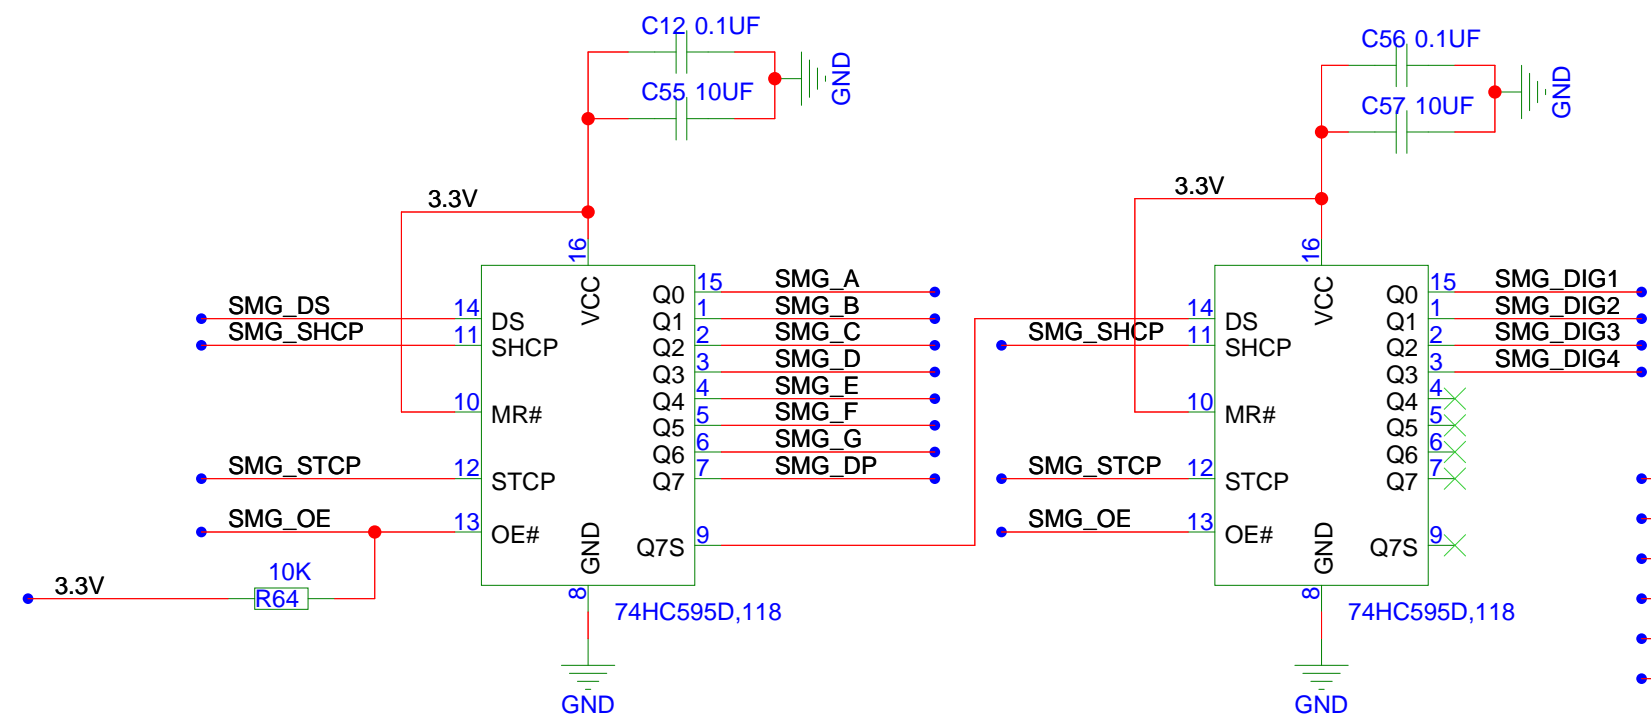 C12 0.1UF
C55 10UF
GND
3.3V
16
VCC
SMG_DS
14
DS
SMG_SHCP
11
SHCP
10
MR#
SMG_STCP
12
STCP
SMG_OE
13
OE#
10K
3.3V
R64
Q0
15
SMG_A
Q1
1
SMG_B
Q2
2
SMG_C
Q3
3
SMG_D
Q4
4
SMG_E
Q5
5
SMG_F
Q6
6
SMG_G
Q7
7
SMG_DP
Q7S
9
GND
8
74HC595D,118
GND
C56 0.1UF
C57 10UF
GND
3.3V
16
VCC
14
DS
SMG_SHCP
11
SHCP
10
MR#
SMG_STCP
12
STCP
SMG_OE
13
OE#
Q0
15
SMG_DIG1
Q1
1
SMG_DIG2
Q2
2
SMG_DIG3
Q3
3
SMG_DIG4
Q4
4
Q5
5
Q6
6
Q7
7
Q7S
9
GND
8
74HC595D,118
GND